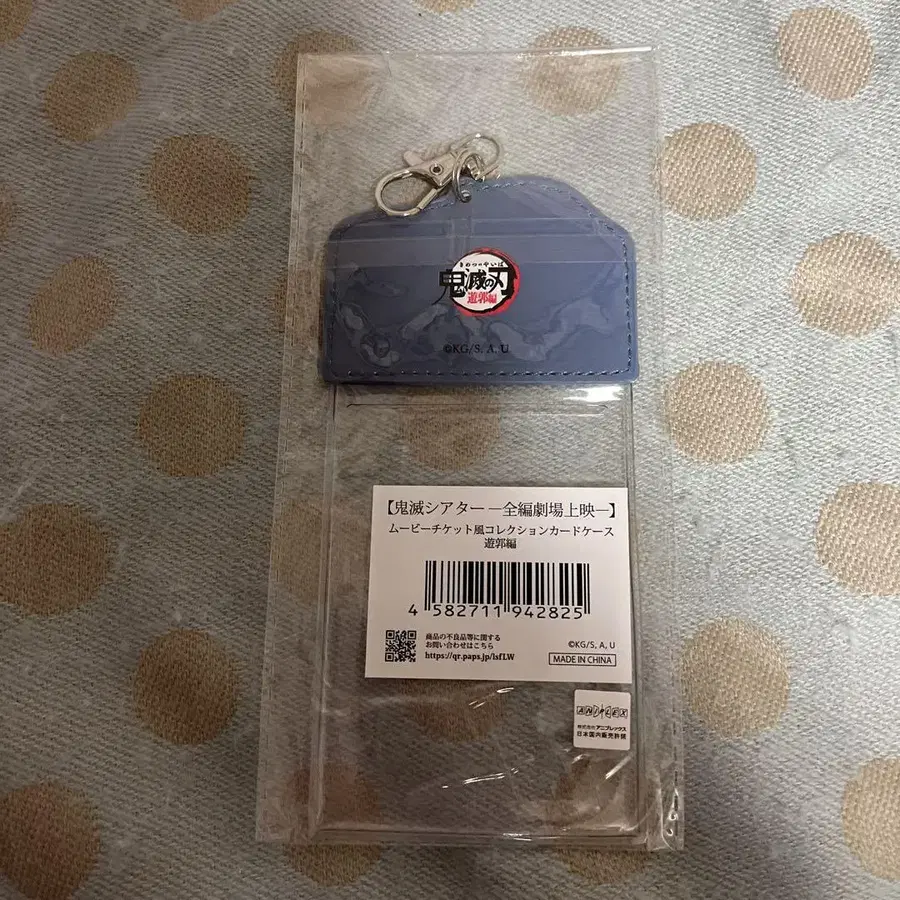 きめつのやいば
鬼滅の刃
遊郭編
©KG/S, A, U
【鬼滅シアター ―全編劇場上映―】
ムービーチケット風コレクションカードケース
遊郭編
4 582711 942825
商品の不良品等に関する
お問い合わせはこちら
https://qr.paps.jp/lsfLW
©KG/S, A, U
MADE IN CHINA
ANIPLEX
株式会社アニプレックス
日本国内販売許諾